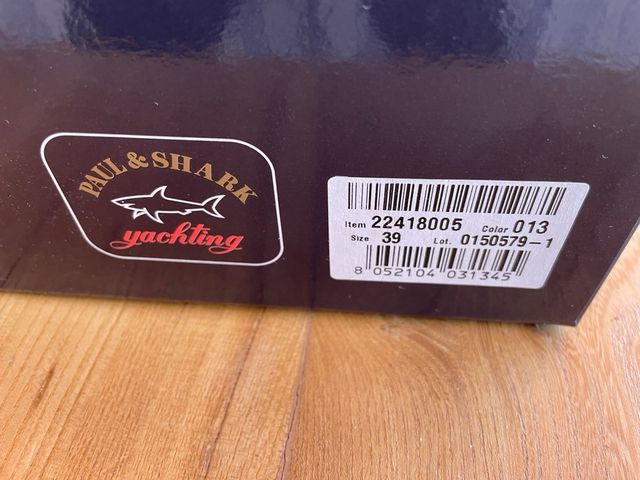 PAUL & SHARK
yachting
Item 22418005 Color 013
Size 39 Lot. 0150579-1
8 052104 031345